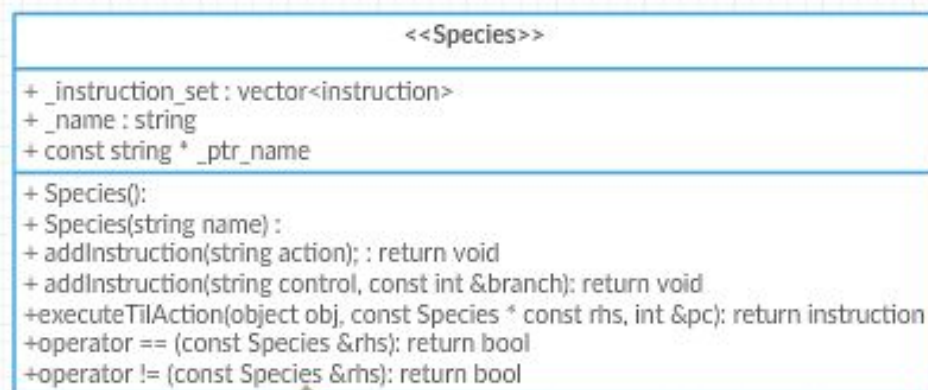 <<Species>>
+ _instruction_set : vector<instruction>
+ _name : string
+ const string * _ptr_name
+ Species():
+ Species(string name) :
+ addInstruction(string action); : return void
+ addInstruction(string control, const int &branch): return void
+executeTilAction(object obj, const Species * const rhs, int &pc): return instruction
+operator == (const Species &rhs): return bool
+operator != (const Species &rhs): return bool